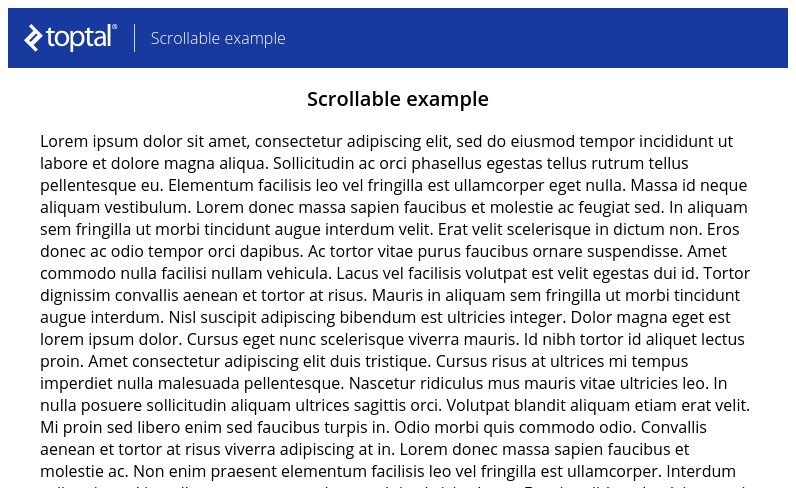 toptal® Scrollable example
Scrollable example
Lorem ipsum dolor sit amet, consectetur adipiscing elit, sed do eiusmod tempor incididunt ut
labore et dolore magna aliqua. Sollicitudin ac orci phasellus egestas tellus rutrum tellus
pellentesque eu. Elementum facilisis leo vel fringilla est ullamcorper eget nulla. Massa id neque
aliquam vestibulum. Lorem donec massa sapien faucibus et molestie ac feugiat sed. In aliquam
sem fringilla ut morbi tincidunt augue interdum velit. Erat velit scelerisque in dictum non. Eros
donec ac odio tempor orci dapibus. Ac tortor vitae purus faucibus ornare suspendisse. Amet
commodo nulla facilisi nullam vehicula. Lacus vel facilisis volutpat est velit egestas dui id. Tortor
dignissim convallis aenean et tortor at risus. Mauris in aliquam sem fringilla ut morbi tincidunt
augue interdum. Nisl suscipit adipiscing bibendum est ultricies integer. Dolor magna eget est
lorem ipsum dolor. Cursus eget nunc scelerisque viverra mauris. Id nibh tortor id aliquet lectus
proin. Amet consectetur adipiscing elit duis tristique. Cursus risus at ultrices mi tempus
imperdiet nulla malesuada pellentesque. Nascetur ridiculus mus mauris vitae ultricies leo. In
nulla posuere sollicitudin aliquam ultrices sagittis orci. Volutpat blandit aliquam etiam erat velit.
Mi proin sed libero enim sed faucibus turpis in. Odio morbi quis commodo odio. Convallis
aenean et tortor at risus viverra adipiscing at in. Lorem donec massa sapien faucibus et
molestie ac. Non enim praesent elementum facilisis leo vel fringilla est ullamcorper. Interdum